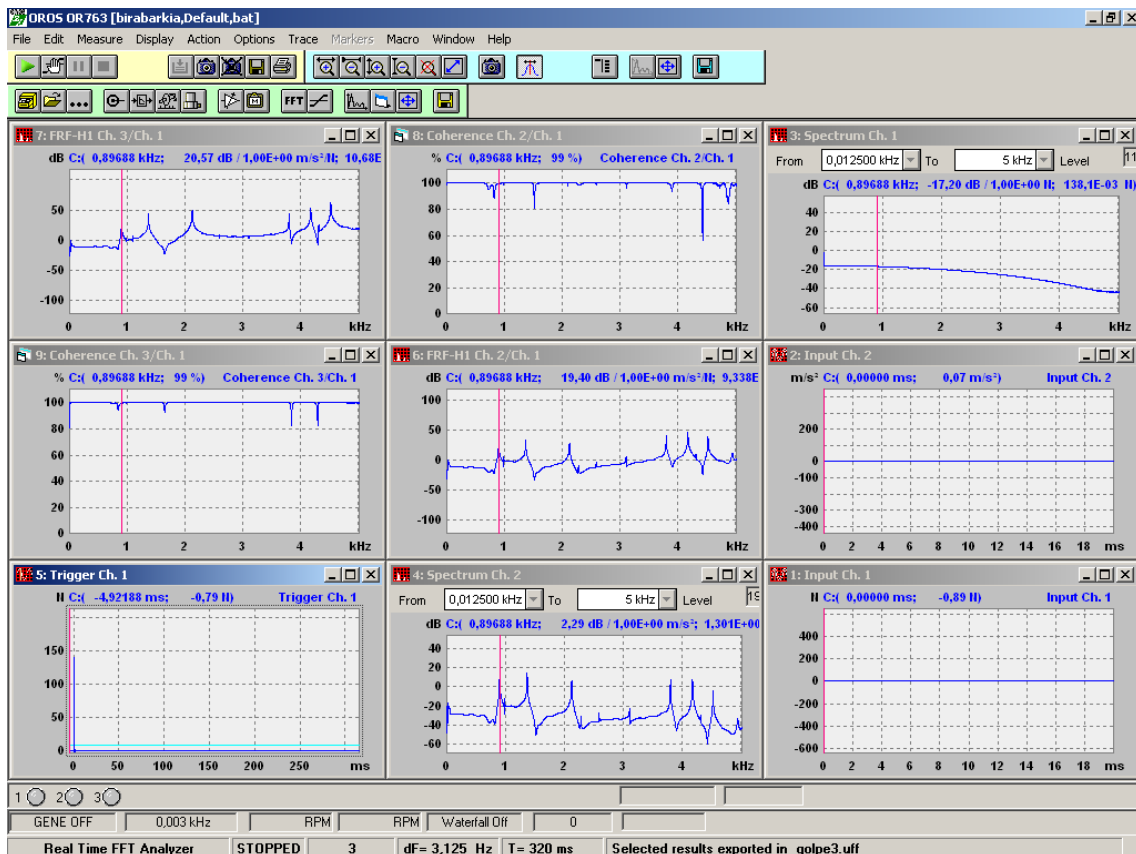 OROS OR763 [birabarkia,Default,bat]
File Edit Measure Display Action Options Trace Markers Macro Window Help
FFT
7: FRF-H1 Ch. 3/Ch. 1
dB C:( 0,89688 kHz; 20,57 dB / 1,00E+00 m/s²/N; 10,68E
50
0
-50
-100
0 1 2 3 4 kHz
8: Coherence Ch. 2/Ch. 1
% C:( 0,89688 kHz; 99 %) Coherence Ch. 2/Ch. 1
100
80
60
40
20
0
0 1 2 3 4 kHz
3: Spectrum Ch. 1
From 0,012500 kHz To 5 kHz Level 11
dB C:( 0,89688 kHz; -17,20 dB / 1,00E+00 N; 138,1E-03 N)
40
20
0
-20
-40
-60
0 1 2 3 4 kHz
9: Coherence Ch. 3/Ch. 1
% C:( 0,89688 kHz; 99 %) Coherence Ch. 3/Ch. 1
100
80
60
40
20
0
0 1 2 3 4 kHz
6: FRF-H1 Ch. 2/Ch. 1
dB C:( 0,89688 kHz; 19,40 dB / 1,00E+00 m/s²/N; 9,338E
100
50
0
-50
-100
0 1 2 3 4 kHz
2: Input Ch. 2
m/s² C:( 0,00000 ms; 0,07 m/s²) Input Ch. 2
200
0
-100
-300
-400
0 2 4 6 8 10 12 14 16 18 ms
5: Trigger Ch. 1
N C:( -4,92188 ms; -0,79 N) Trigger Ch. 1
150
100
50
0
0 50 100 150 200 250 ms
4: Spectrum Ch. 2
From 0,012500 kHz To 5 kHz Level 19
dB C:( 0,89688 kHz; 2,29 dB / 1,00E+00 m/s²; 1,301E+00
40
20
0
-20
-40
-60
0 1 2 3 4 kHz
1: Input Ch. 1
N C:( 0,00000 ms; -0,89 N) Input Ch. 1
400
200
0
-200
-400
-600
0 2 4 6 8 10 12 14 16 18 ms
1 2 3
GENE OFF 0,003 kHz RPM RPM Waterfall Off 0
Real Time FFT Analyzer STOPPED 3 dF= 3,125 Hz T= 320 ms Selected results exported in golpe3.uff